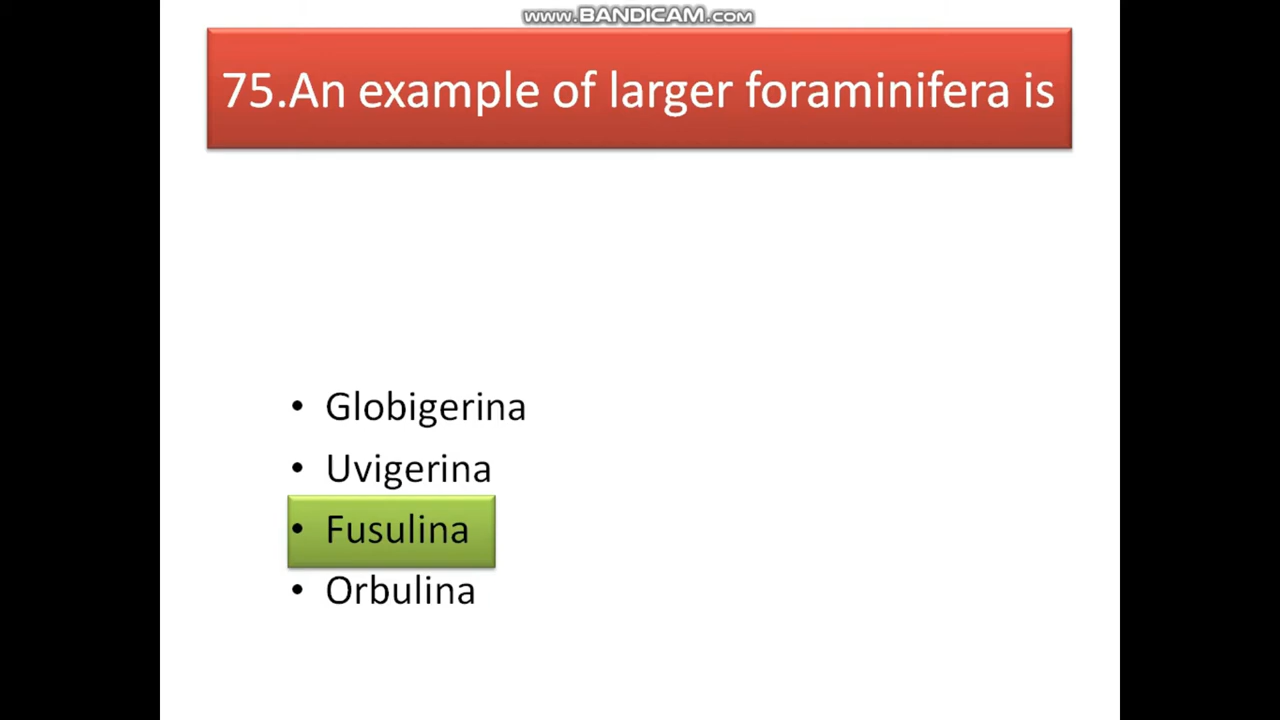 www.BANDICAM.com
75.An example of larger foraminifera is
• Globigerina
• Uvigerina
• Fusulina
• Orbulina